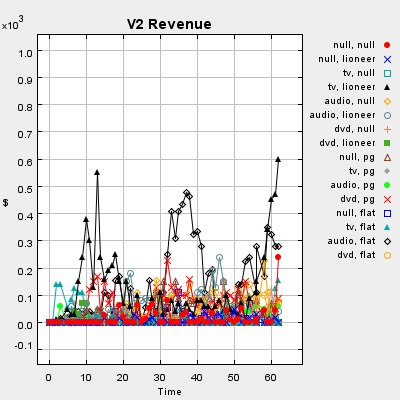 V2 Revenue
x10³
1.0
0.9
0.8
0.7
0.6
0.5
0.4
0.3
0.2
0.1
0.0
-0.1
$
0 10 20 30 40 50 60
Time
null, null
null, lioneer
tv, null
tv, lioneer
audio, null
audio, lioneer
dvd, null
dvd, lioneer
null, pg
tv, pg
audio, pg
dvd, pg
null, flat
tv, flat
audio, flat
dvd, flat